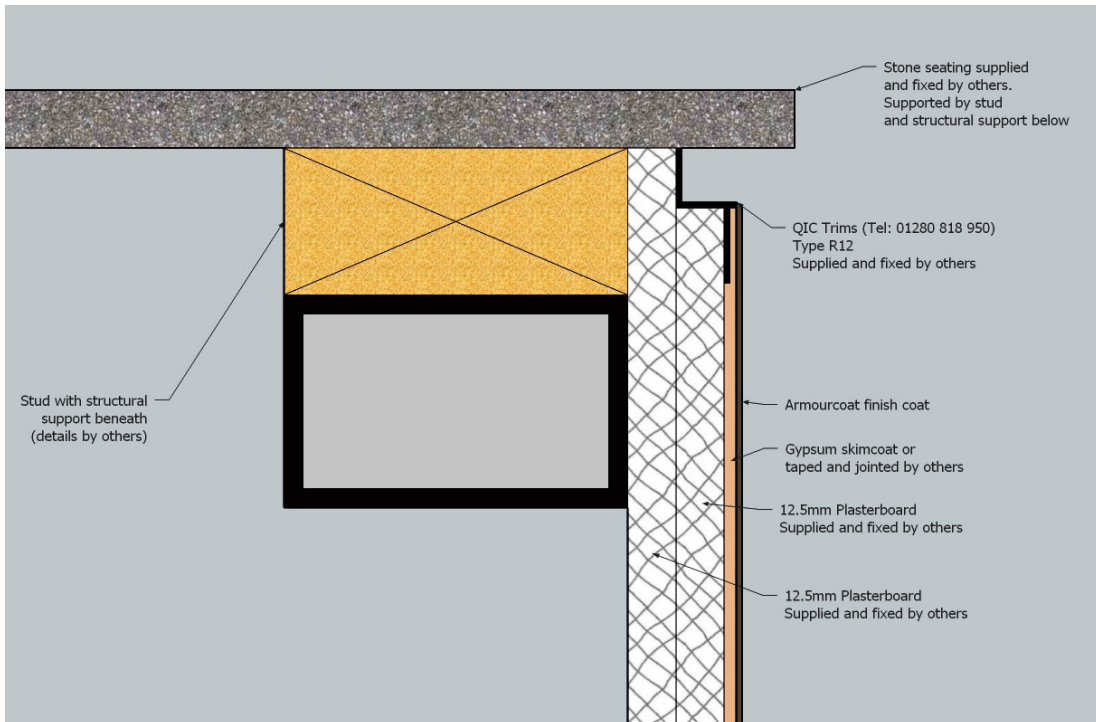 Stone seating supplied
and fixed by others.
Supported by stud
and structural support below
QIC Trims (Tel: 01280 818 950)
Type R12
Supplied and fixed by others
Stud with structural
support beneath
(details by others)
Armourcoat finish coat
Gypsum skimcoat or
taped and jointed by others
12.5mm Plasterboard
Supplied and fixed by others
12.5mm Plasterboard
Supplied and fixed by others